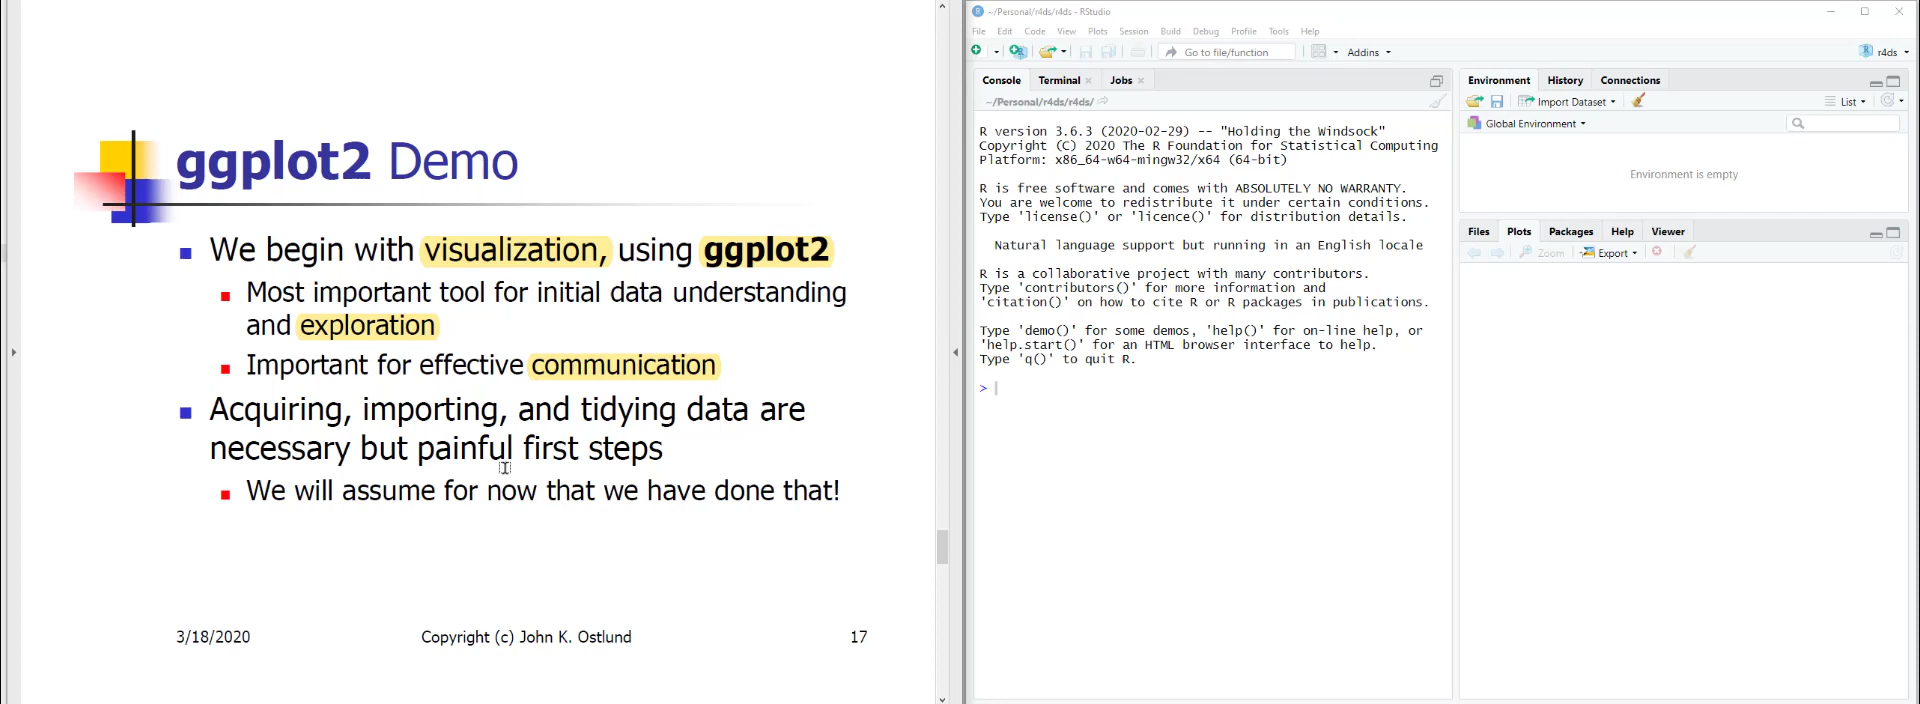 ggplot2 Demo
We begin with visualization, using ggplot2
Most important tool for initial data understanding
and exploration
Important for effective communication
Acquiring, importing, and tidying data are
necessary but painful first steps
We will assume for now that we have done that!
3/18/2020 Copyright (c) John K. Ostlund 17
~/Personal/r4ds/r4ds - RStudio
File Edit Code View Plots Session Build Debug Profile Tools Help
Go to file/function Addins r4ds
Console Terminal Jobs
~/Personal/r4ds/r4ds/
R version 3.6.3 (2020-02-29) -- "Holding the Windsock"
Copyright (C) 2020 The R Foundation for Statistical Computing
Platform: x86_64-w64-mingw32/x64 (64-bit)
R is free software and comes with ABSOLUTELY NO WARRANTY.
You are welcome to redistribute it under certain conditions.
Type 'license()' or 'licence()' for distribution details.
Natural language support but running in an English locale
R is a collaborative project with many contributors.
Type 'contributors()' for more information and
'citation()' on how to cite R or R packages in publications.
Type 'demo()' for some demos, 'help()' for on-line help, or
'help.start()' for an HTML browser interface to help.
Type 'q()' to quit R.
>
Environment History Connections
Import Dataset List
Global Environment
Environment is empty
Files Plots Packages Help Viewer
Zoom Export